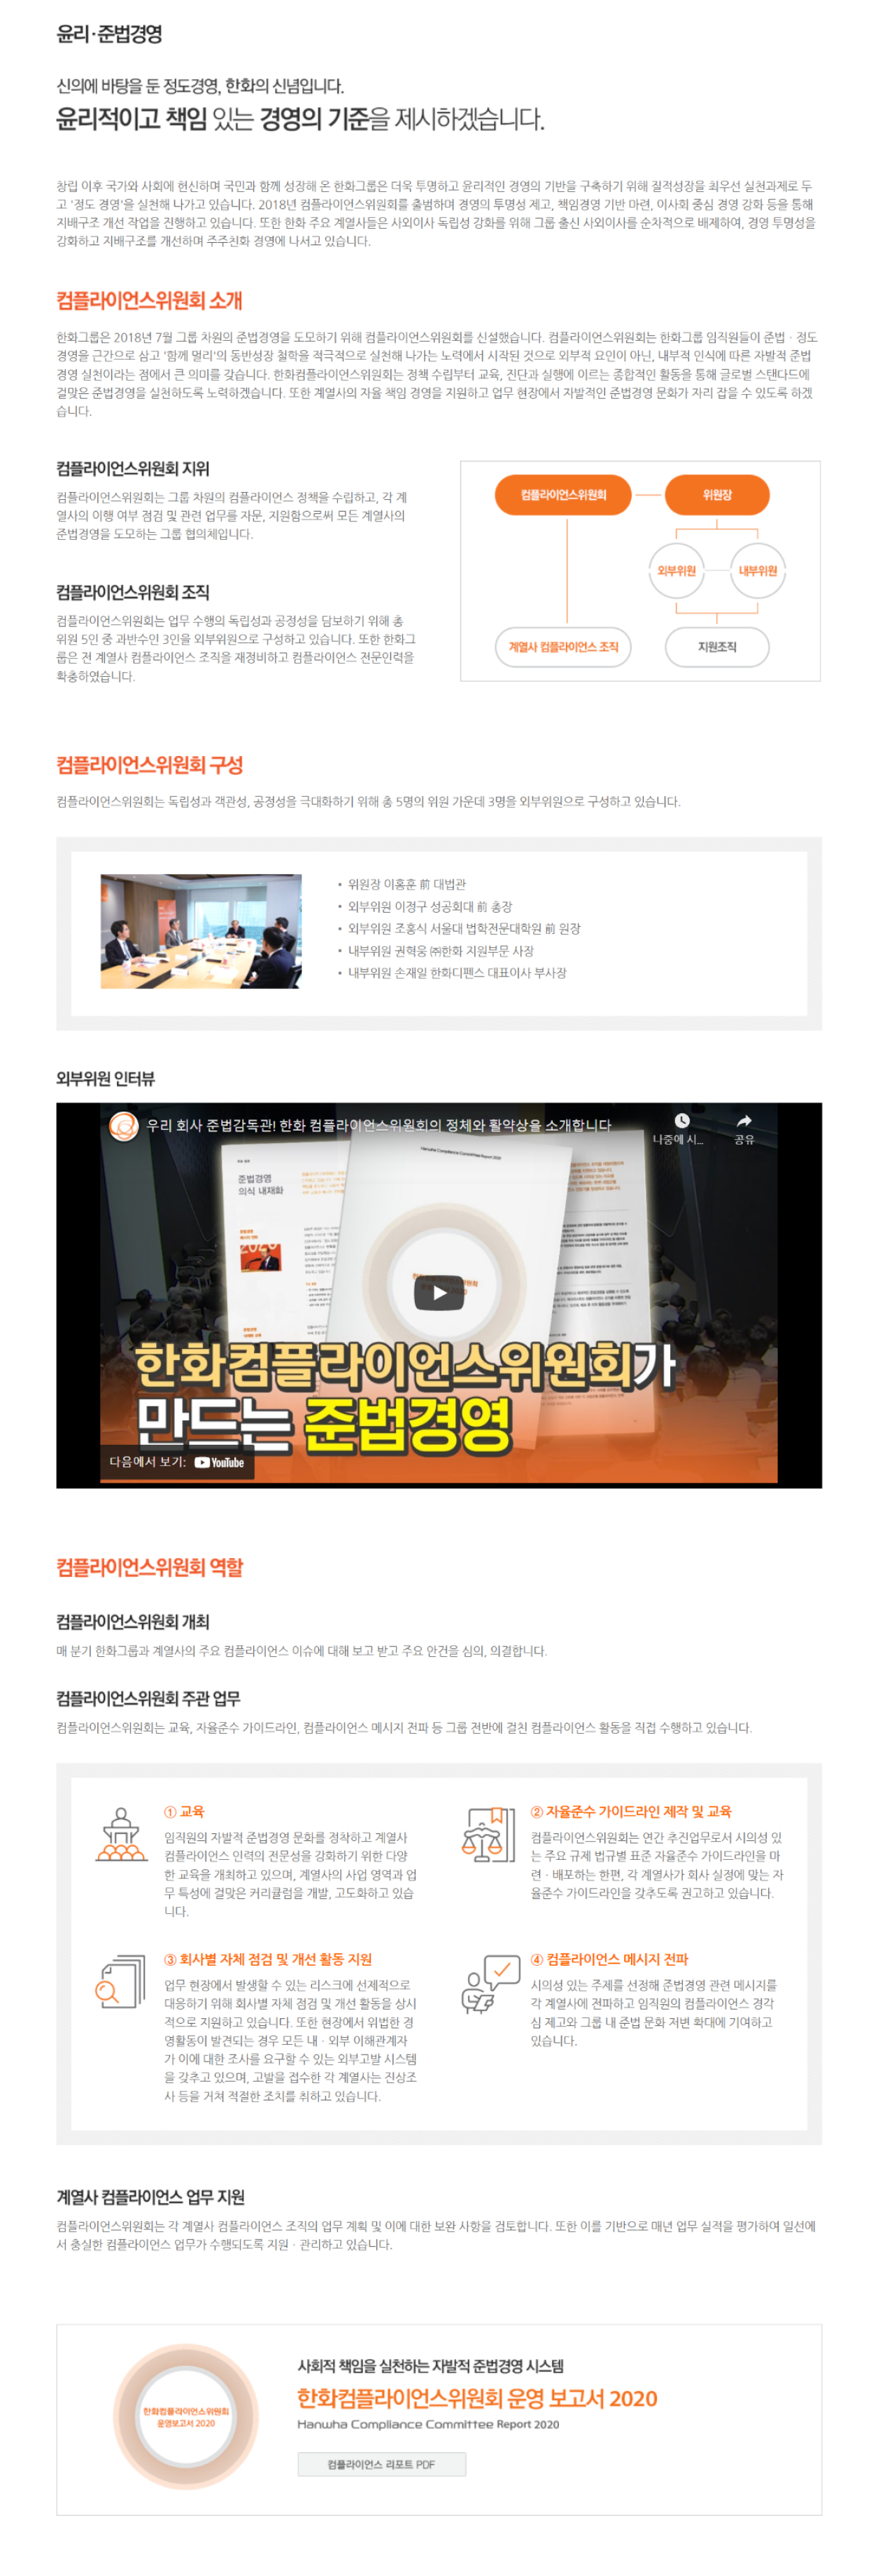 윤리·준법경영
신의에 바탕을 둔 정도경영, 한화의 신념입니다.
윤리적이고 책임 있는 경영의 기준을 제시하겠습니다.
창립 이후 국가와 사회에 헌신하며 국민과 함께 성장해 온 한화그룹은 더욱 투명하고 윤리적인 경영의 기반을 구축하기 위해 질적성장을 최우선 실천과제로 두
고 '정도 경영'을 실천해 나가고 있습니다. 2018년 컴플라이언스위원회를 출범하며 경영의 투명성 제고, 책임경영 기반 마련, 이사회 중심 경영 강화 등을 통해
지배구조 개선 작업을 진행하고 있습니다. 또한 한화 주요 계열사들은 사외이사 독립성 강화를 위해 그룹 출신 사외이사를 순차적으로 배제하여, 경영 투명성을
강화하고 지배구조를 개선하며 주주친화 경영에 나서고 있습니다.
컴플라이언스위원회 소개
한화그룹은 2018년 7월 그룹 차원의 준법경영을 도모하기 위해 컴플라이언스위원회를 신설했습니다. 컴플라이언스위원회는 한화그룹 임직원들이 준법 · 정도
경영을 근간으로 삼고 '함께 멀리'의 동반성장 철학을 적극적으로 실천해 나가는 노력에서 시작된 것으로 외부적 요인이 아닌, 내부적 인식에 따른 자발적 준법
경영 실천이라는 점에서 큰 의미를 갖습니다. 한화컴플라이언스위원회는 정책 수립부터 교육, 진단과 실행에 이르는 종합적인 활동을 통해 글로벌 스탠다드에
걸맞은 준법경영을 실천하도록 노력하겠습니다. 또한 계열사의 자율 책임 경영을 지원하고 업무 현장에서 자발적인 준법경영 문화가 자리 잡을 수 있도록 하겠
습니다.
컴플라이언스위원회 지위
컴플라이언스위원회는 그룹 차원의 컴플라이언스 정책을 수립하고, 각 계
열사의 이행 여부 점검 및 관련 업무를 자문, 지원함으로써 모든 계열사의
준법경영을 도모하는 그룹 협의체입니다.
컴플라이언스위원회 조직
컴플라이언스위원회는 업무 수행의 독립성과 공정성을 담보하기 위해 총
위원 5인 중 과반수인 3인을 외부위원으로 구성하고 있습니다. 또한 한화그
룹은 전 계열사 컴플라이언스 조직을 재정비하고 컴플라이언스 전문인력을
확충하였습니다.
컴플라이언스위원회
위원장
외부위원
내부위원
계열사 컴플라이언스 조직
지원조직
컴플라이언스위원회 구성
컴플라이언스위원회는 독립성과 객관성, 공정성을 극대화하기 위해 총 5명의 위원 가운데 3명을 외부위원으로 구성하고 있습니다.
• 위원장 이홍훈 前 대법관
• 외부위원 이정구 성공회대 前 총장
• 외부위원 조홍식 서울대 법학전문대학원 前 원장
• 내부위원 권혁웅 ㈜한화 지원부문 사장
• 내부위원 손재일 한화디펜스 대표이사 부사장
외부위원 인터뷰
우리 회사 준법감독관! 한화 컴플라이언스위원회의 정체와 활약상을 소개합니다
나중에 시...
공유
Hanwha Compliance Committee Report 2020
준법경영
의식 내재화
한화컴플라이언스위원회가
만드는 준법경영
다음에서 보기: YouTube
컴플라이언스위원회 역할
컴플라이언스위원회 개최
매 분기 한화그룹과 계열사의 주요 컴플라이언스 이슈에 대해 보고 받고 주요 안건을 심의, 의결합니다.
컴플라이언스위원회 주관 업무
컴플라이언스위원회는 교육, 자율준수 가이드라인, 컴플라이언스 메시지 전파 등 그룹 전반에 걸친 컴플라이언스 활동을 직접 수행하고 있습니다.
① 교육
임직원의 자발적 준법경영 문화를 정착하고 계열사
컴플라이언스 인력의 전문성을 강화하기 위한 다양
한 교육을 개최하고 있으며, 계열사의 사업 영역과 업
무 특성에 걸맞은 커리큘럼을 개발, 고도화하고 있습
니다.
② 자율준수 가이드라인 제작 및 교육
컴플라이언스위원회는 연간 추진업무로서 시의성 있
는 주요 규제 법규별 표준 자율준수 가이드라인을 마
련 · 배포하는 한편, 각 계열사가 회사 실정에 맞는 자
율준수 가이드라인을 갖추도록 권고하고 있습니다.
③ 회사별 자체 점검 및 개선 활동 지원
업무 현장에서 발생할 수 있는 리스크에 선제적으로
대응하기 위해 회사별 자체 점검 및 개선 활동을 상시
적으로 지원하고 있습니다. 또한 현장에서 위법한 경
영활동이 발견되는 경우 모든 내 · 외부 이해관계자
가 이에 대한 조사를 요구할 수 있는 외부고발 시스템
을 갖추고 있으며, 고발을 접수한 각 계열사는 진상조
사 등을 거쳐 적절한 조치를 취하고 있습니다.
④ 컴플라이언스 메시지 전파
시의성 있는 주제를 선정해 준법경영 관련 메시지를
각 계열사에 전파하고 임직원의 컴플라이언스 경각
심 제고와 그룹 내 준법 문화 저변 확대에 기여하고
있습니다.
계열사 컴플라이언스 업무 지원
컴플라이언스위원회는 각 계열사 컴플라이언스 조직의 업무 계획 및 이에 대한 보완 사항을 검토합니다. 또한 이를 기반으로 매년 업무 실적을 평가하여 일선에
서 충실한 컴플라이언스 업무가 수행되도록 지원 · 관리하고 있습니다.
한화컴플라이언스위원회
운영보고서 2020
사회적 책임을 실천하는 자발적 준법경영 시스템
한화컴플라이언스위원회 운영 보고서 2020
Hanwha Compliance Committee Report 2020
컴플라이언스 리포트 PDF